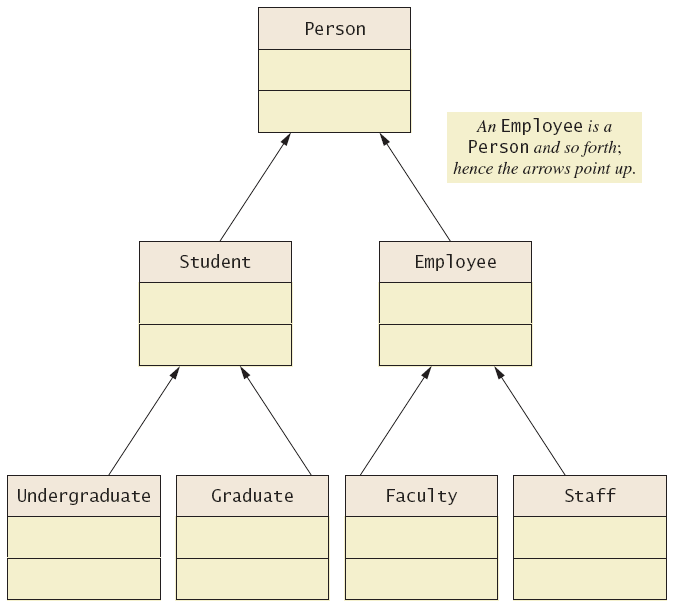 Person
An Employee is a
Person and so forth;
hence the arrows point up.
Student
Employee
Undergraduate
Graduate
Faculty
Staff